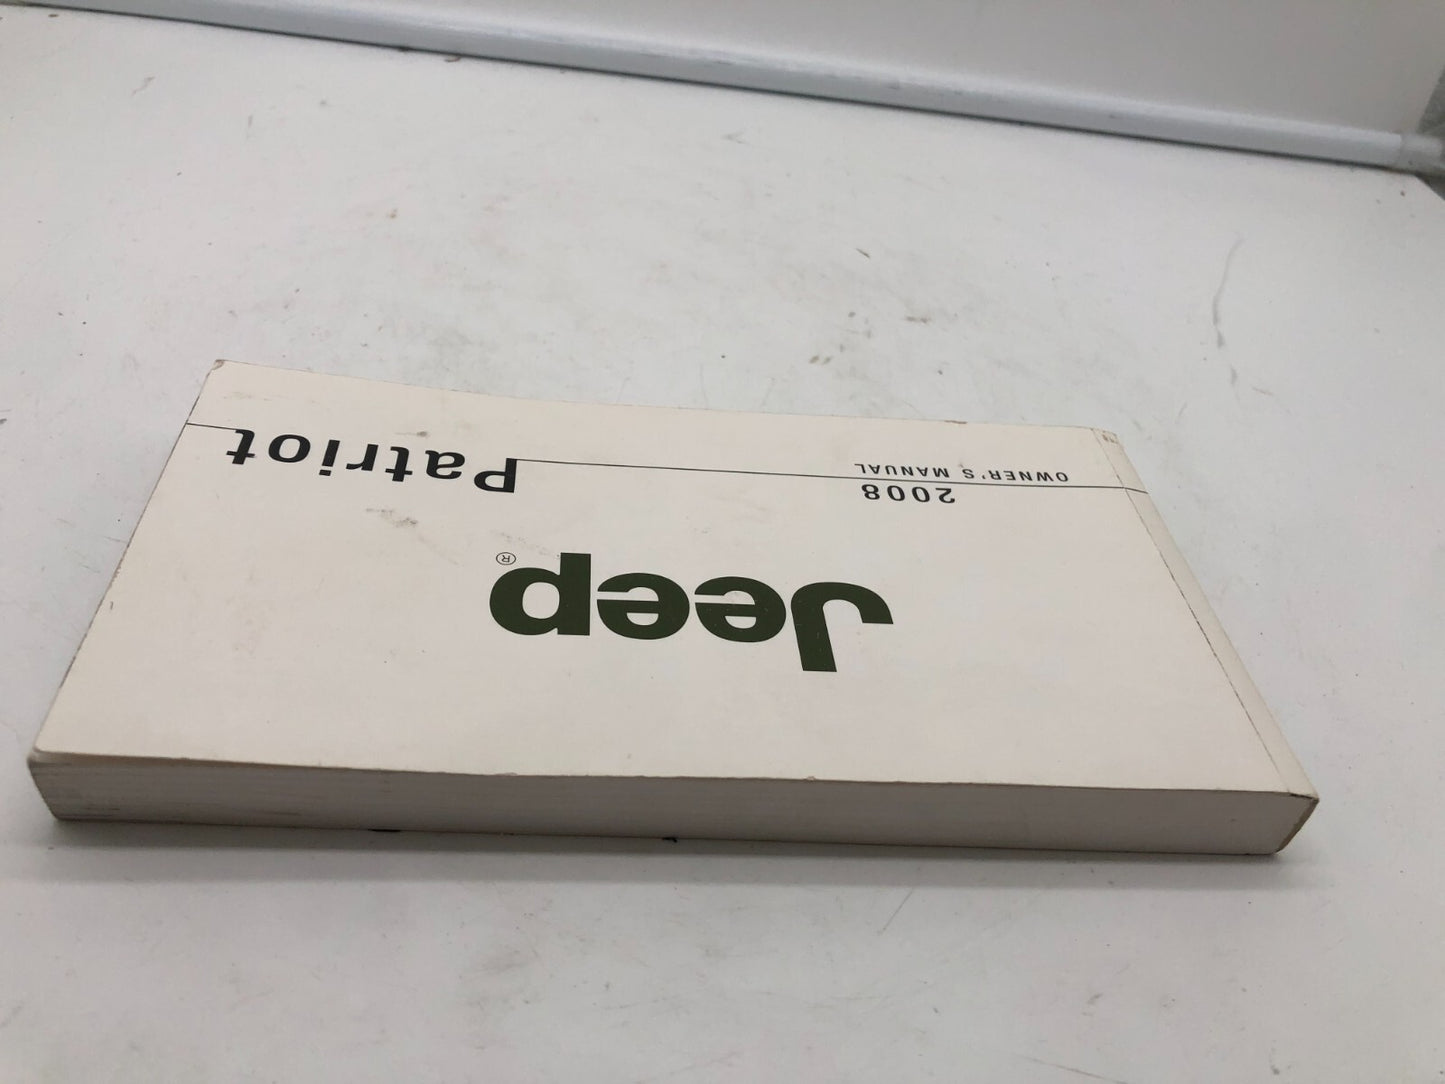 Jeep®
2008
OWNER'S MANUAL
Patriot